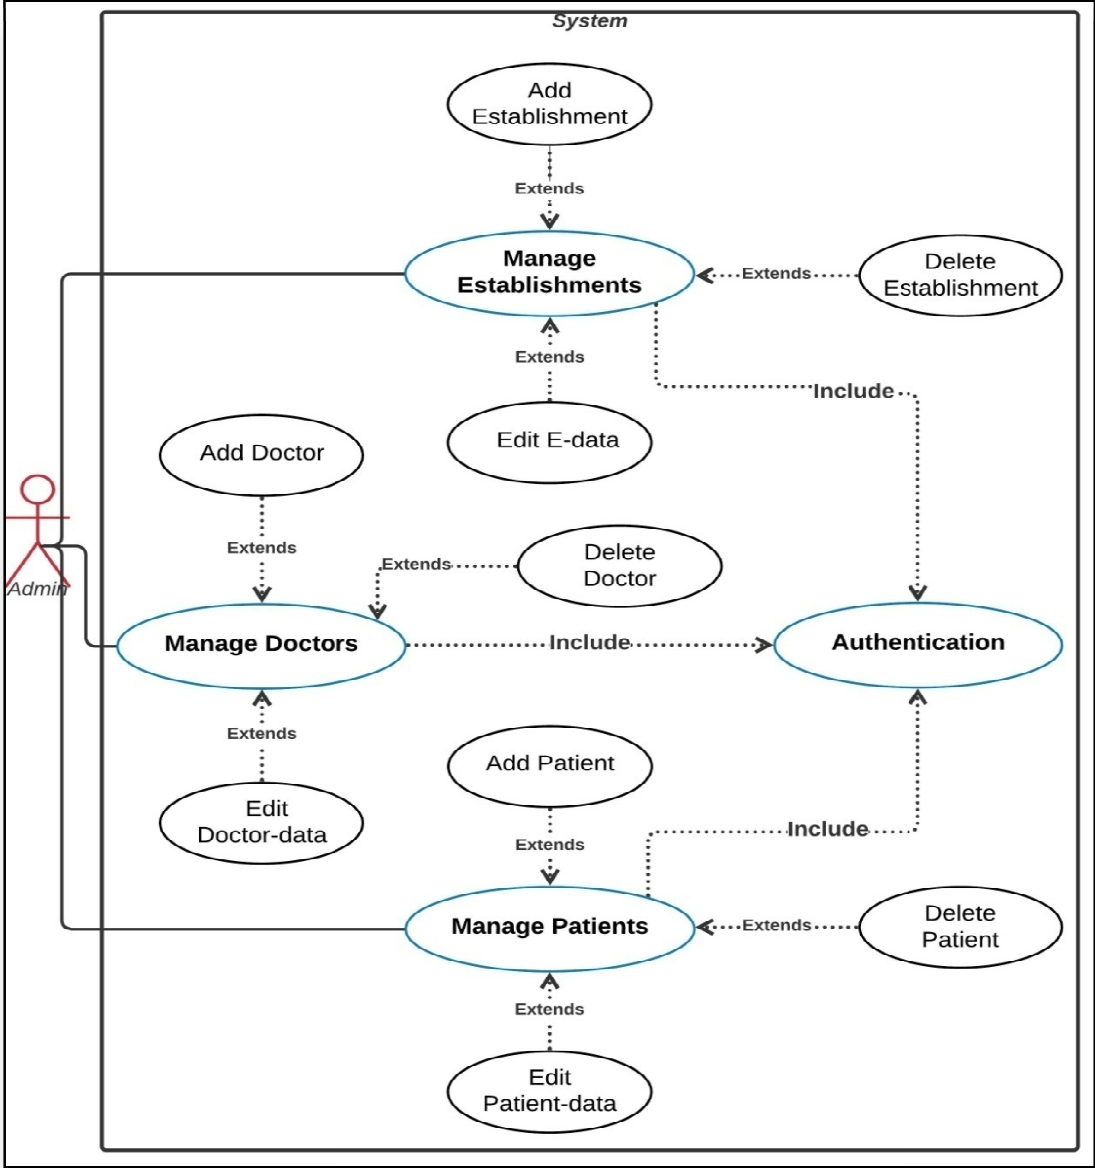 System
Add
Establishment
Extends
Manage
Establishments
Extends
Delete
Establishment
Extends
Include
Edit E-data
Add Doctor
Extends
Delete
Doctor
Extends
Admin
Manage Doctors
Include
Authentication
Extends
Add Patient
Edit
Doctor-data
Extends
Include
Manage Patients
Extends
Delete
Patient
Extends
Edit
Patient-data